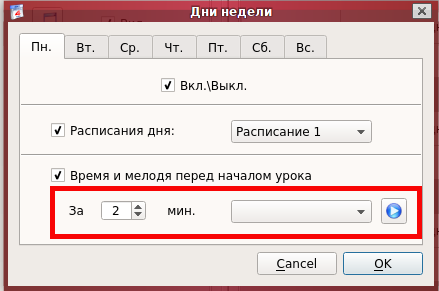 Дни недели
Пн. Вт. Ср. Чт. Пт. Сб. Вс.
Вкл.\Выкл.
Расписания дня: Расписание 1
Время и мелодя перед началом урока
За 2 мин.
Cancel OK